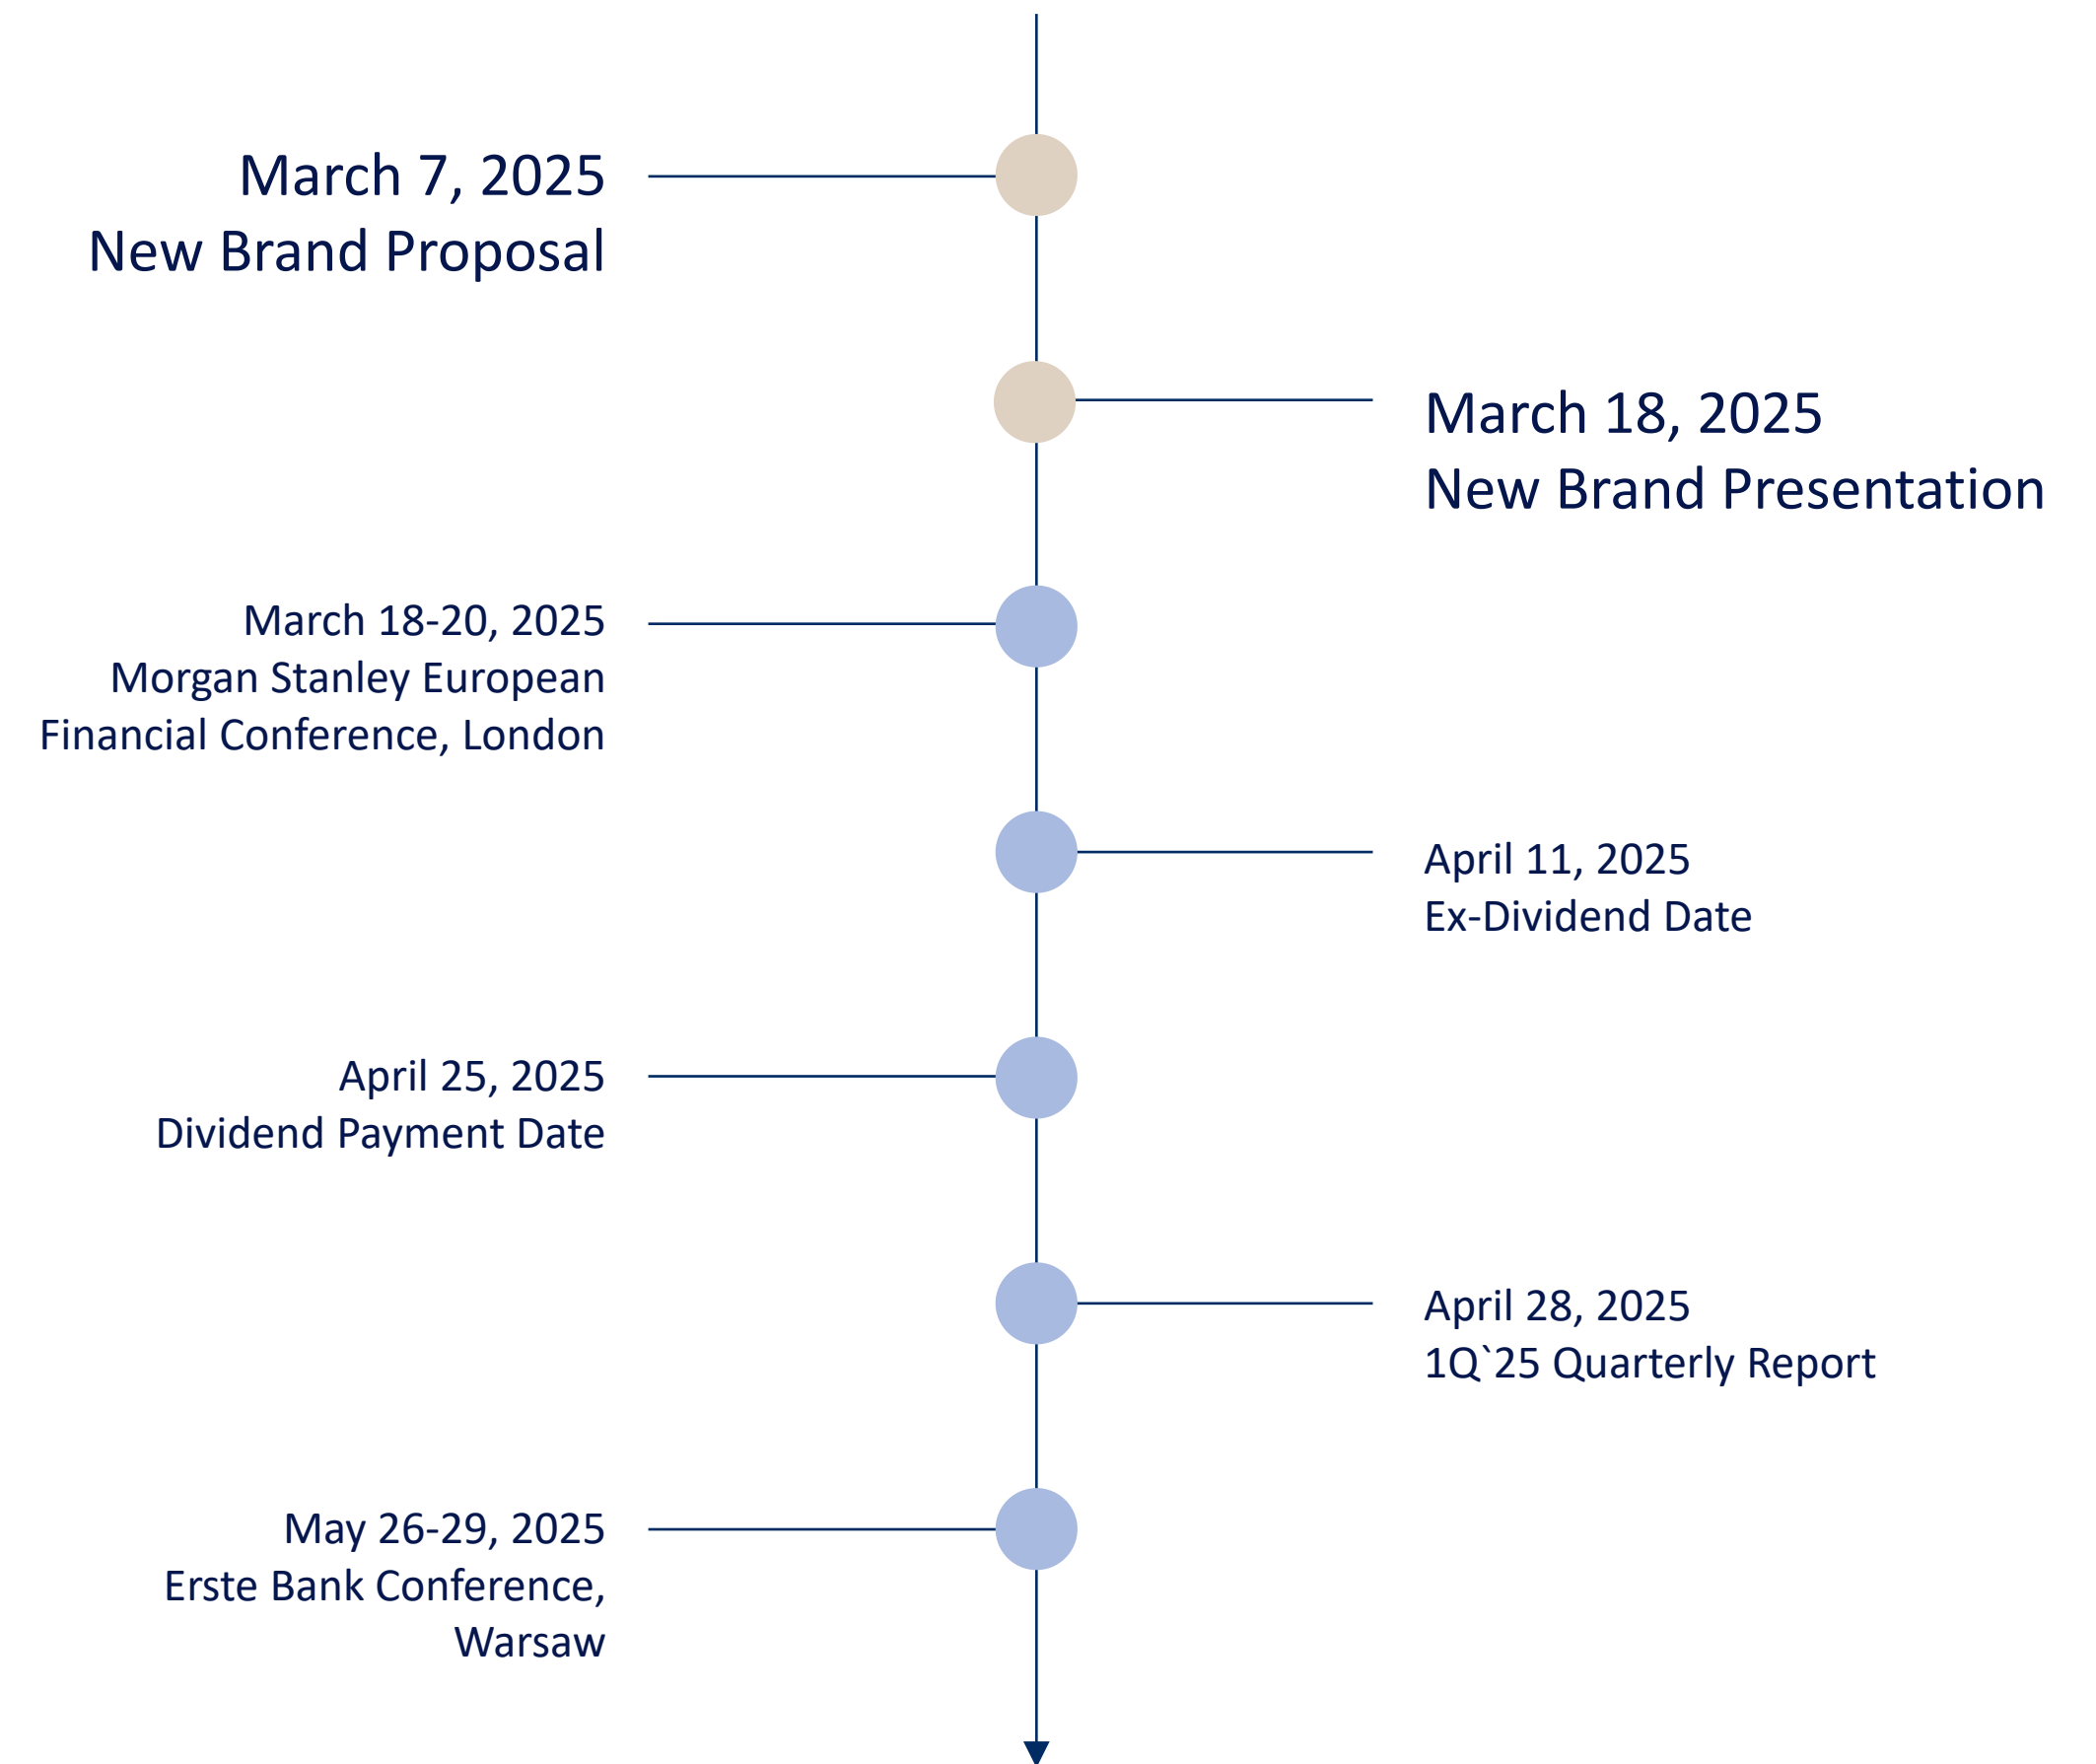 March 7, 2025
New Brand Proposal
March 18, 2025
New Brand Presentation
March 18-20, 2025
Morgan Stanley European
Financial Conference, London
April 11, 2025
Ex-Dividend Date
April 25, 2025
Dividend Payment Date
April 28, 2025
1Q`25 Quarterly Report
May 26-29, 2025
Erste Bank Conference,
Warsaw